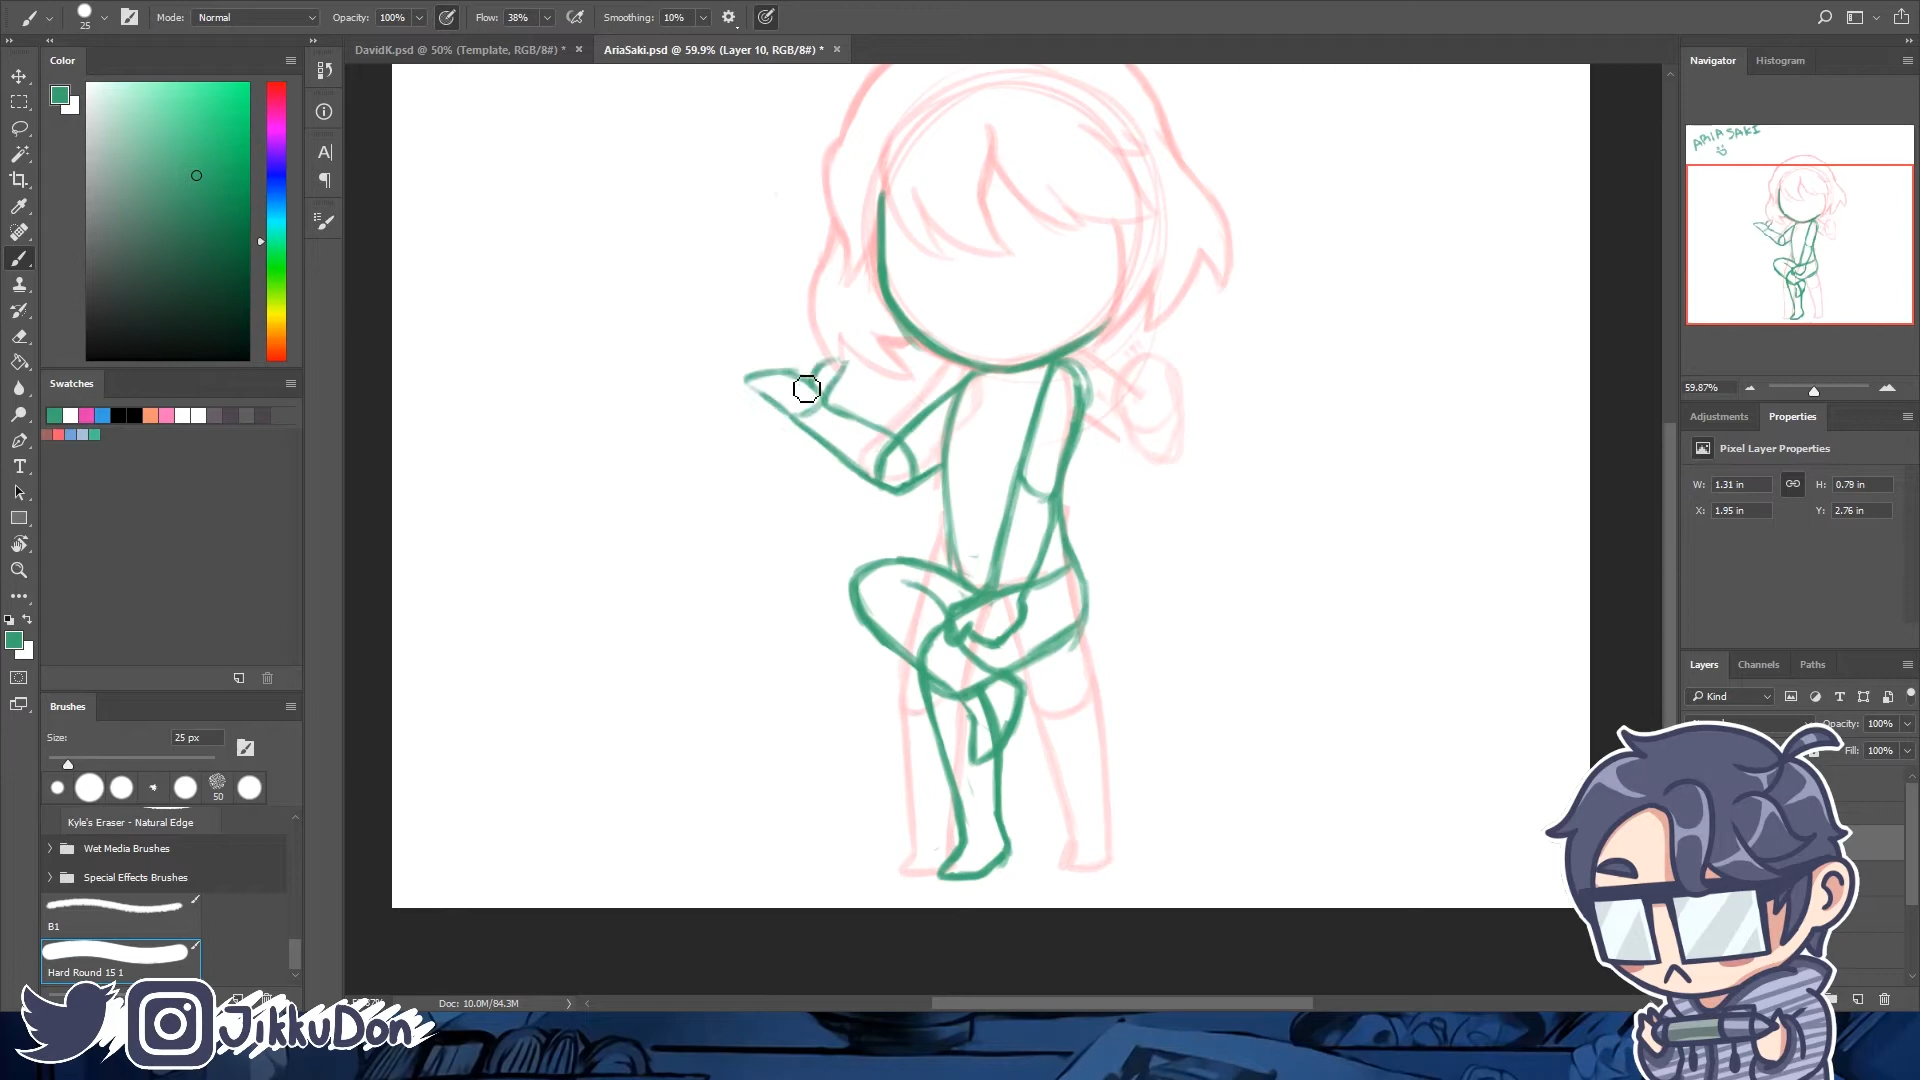 25 Mode: Normal Opacity: 100% Flow: 38% Smoothing: 10%
DavidK.psd @ 50% (Template, RGB/8#) * × AriaSaki.psd @ 59.9% (Layer 10, RGB/8#) * ×
Color
Swatches
Brushes
Size: 25 px
50
Kyle's Eraser - Natural Edge
Wet Media Brushes
Special Effects Brushes
B1
Hard Round 15 1
Doc: 10.0M/84.3M
JikkuDon
Navigator Histogram
ARIA SAKI
59.87%
Adjustments Properties
Pixel Layer Properties
W: 1.31 in H: 0.79 in
X: 1.95 in Y: 2.76 in
Layers Channels Paths
Kind
Opacity: 100%
Fill: 100%